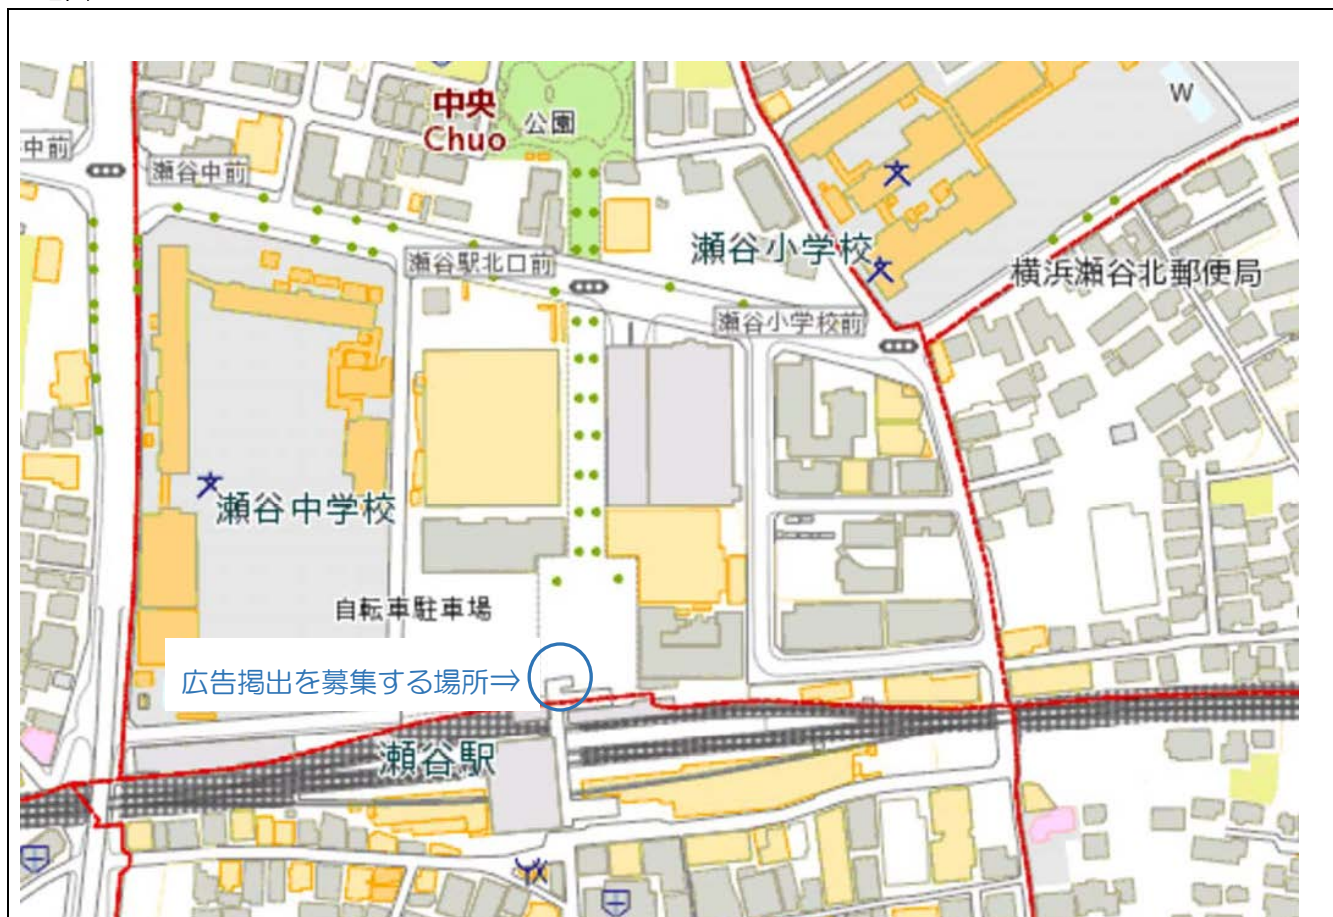 W
中央
Chuo
公園
中前
瀬谷中前
瀬谷小学校
瀬谷駅北口前
横浜瀬谷北郵便局
瀬谷小学校前
瀬谷中学校
自転車駐車場
広告掲出を募集する場所⇒
瀬谷駅